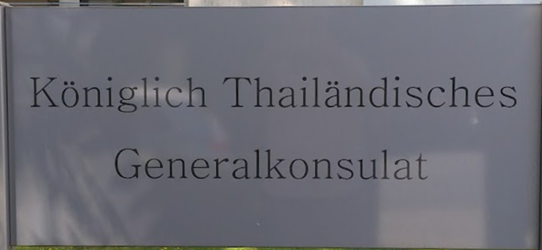 Königlich Thailändisches
Generalkonsulat